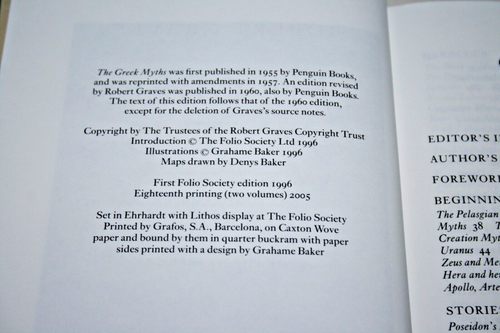 The Greek Myths was first published in 1955 by Penguin Books,
and was reprinted with amendments in 1957. An edition revised
by Robert Graves was published in 1960, also by Penguin Books.
The text of this edition follows that of the 1960 edition,
except for the deletion of Graves's source notes.
Copyright by The Trustees of the Robert Graves Copyright Trust
Introduction © The Folio Society Ltd 1996
Illustrations © Grahame Baker 1996
Maps drawn by Denys Baker
First Folio Society edition 1996
Eighteenth printing (two volumes) 2005
Set in Ehrhardt with Lithos display at The Folio Society
Printed by Grafos, S.A., Barcelona, on Caxton Wove
paper and bound by them in quarter buckram with paper
sides printed with a design by Grahame Baker
EDITOR'S I
AUTHOR'S
FOREWOR
BEGINNIN
The Pelasgian
Myths 38
Creation My
Uranus 44
Zeus and Me
Hera and he
Apollo, Arte
STORIE
Poseidon's